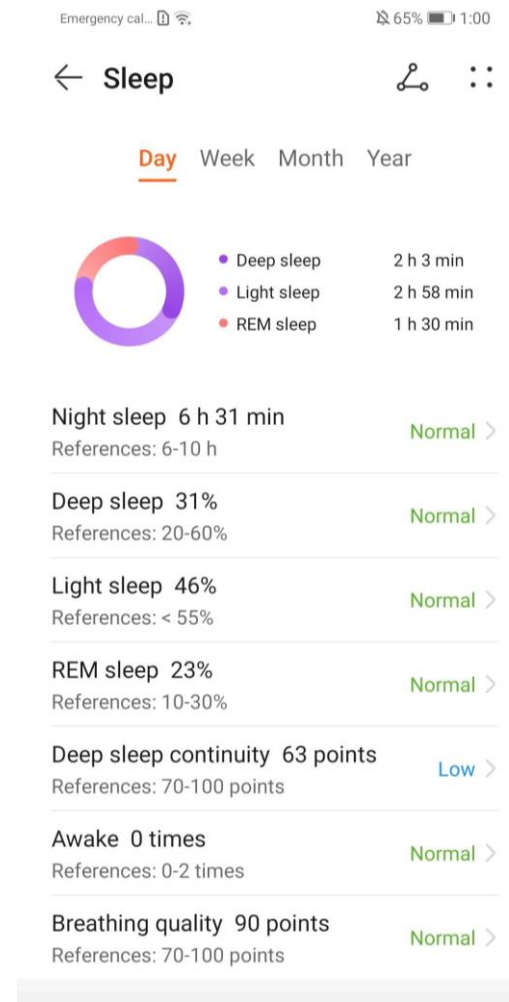 Emergency cal... 65% 1:00
Sleep
Day Week Month Year
Deep sleep 2 h 3 min
Light sleep 2 h 58 min
REM sleep 1 h 30 min
Night sleep 6 h 31 min
Normal
References: 6-10 h
Deep sleep 31%
Normal
References: 20-60%
Light sleep 46%
Normal
References: < 55%
REM sleep 23%
Normal
References: 10-30%
Deep sleep continuity 63 points
Low
References: 70-100 points
Awake 0 times
Normal
References: 0-2 times
Breathing quality 90 points
Normal
References: 70-100 points